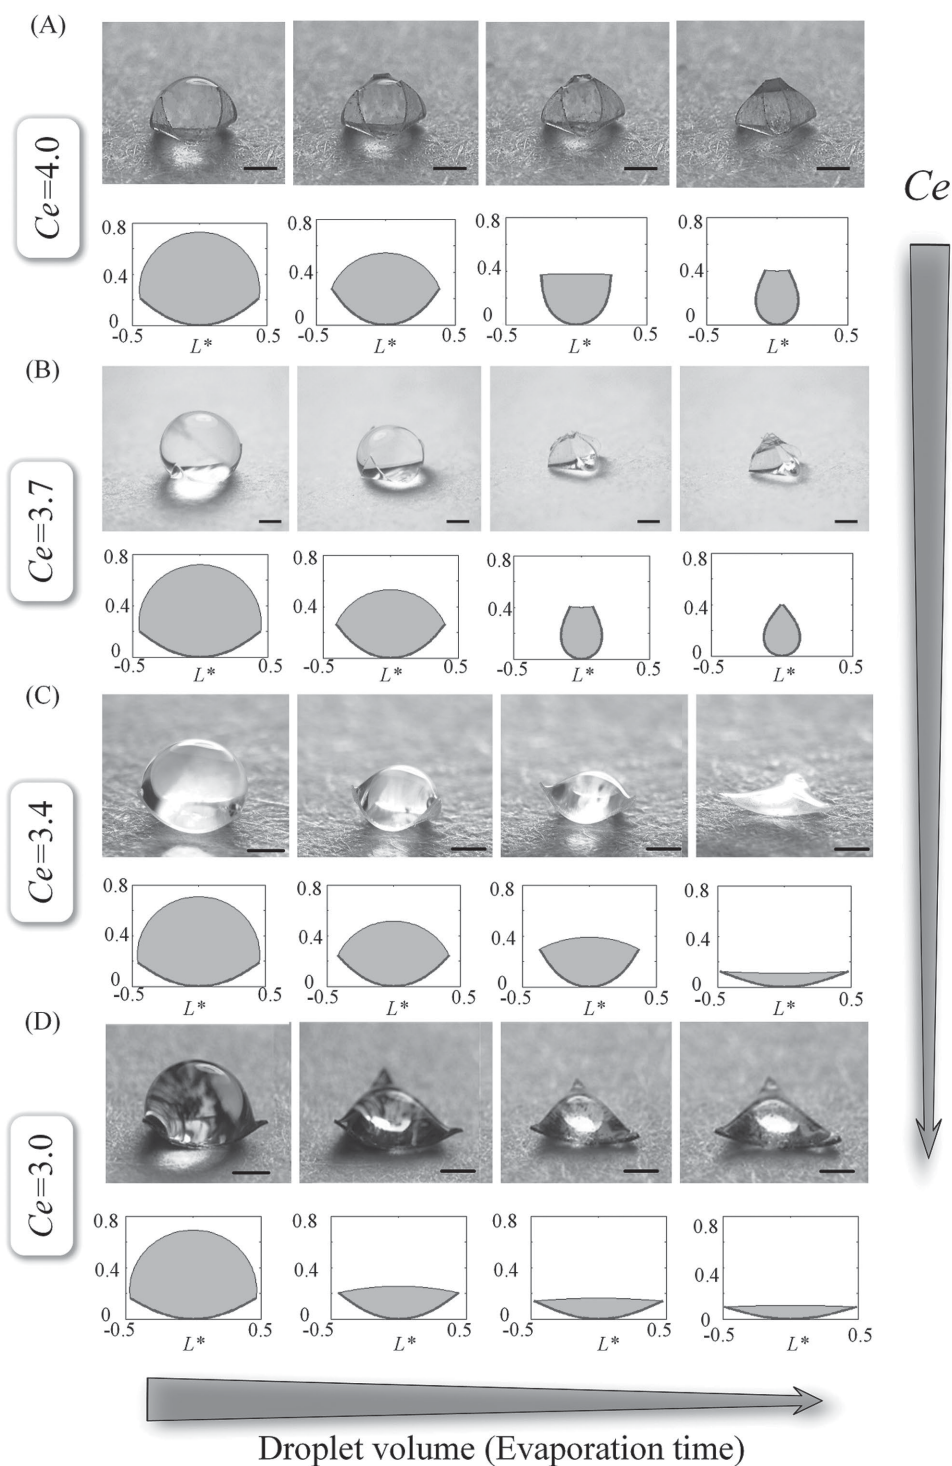 (A)
Ce=4.0
Ce
0.8 0.8 0.8 0.8
0.4 0.4 0.4 0.4
0 0 0 0
-0.5 0.5 -0.5 0.5 -0.5 0.5 -0.5 0.5
L* L* L* L*
(B)
Ce=3.7
0.8 0.8 0.8 0.8
0.4 0.4 0.4 0.4
0 0 0 0
-0.5 0.5 -0.5 0.5 -0.5 0.5 -0.5 0.5
L* L* L* L*
(C)
Ce=3.4
0.8 0.8 0.8 0.8
0.4 0.4 0.4 0.4
0 0 0 0
-0.5 0.5 -0.5 0.5 -0.5 0.5 -0.5 0.5
L* L* L* L*
(D)
Ce=3.0
0.8 0.8 0.8 0.8
0.4 0.4 0.4 0.4
0 0 0 0
-0.5 0.5 -0.5 0.5 -0.5 0.5 -0.5 0.5
L* L* L* L*
Droplet volume (Evaporation time)